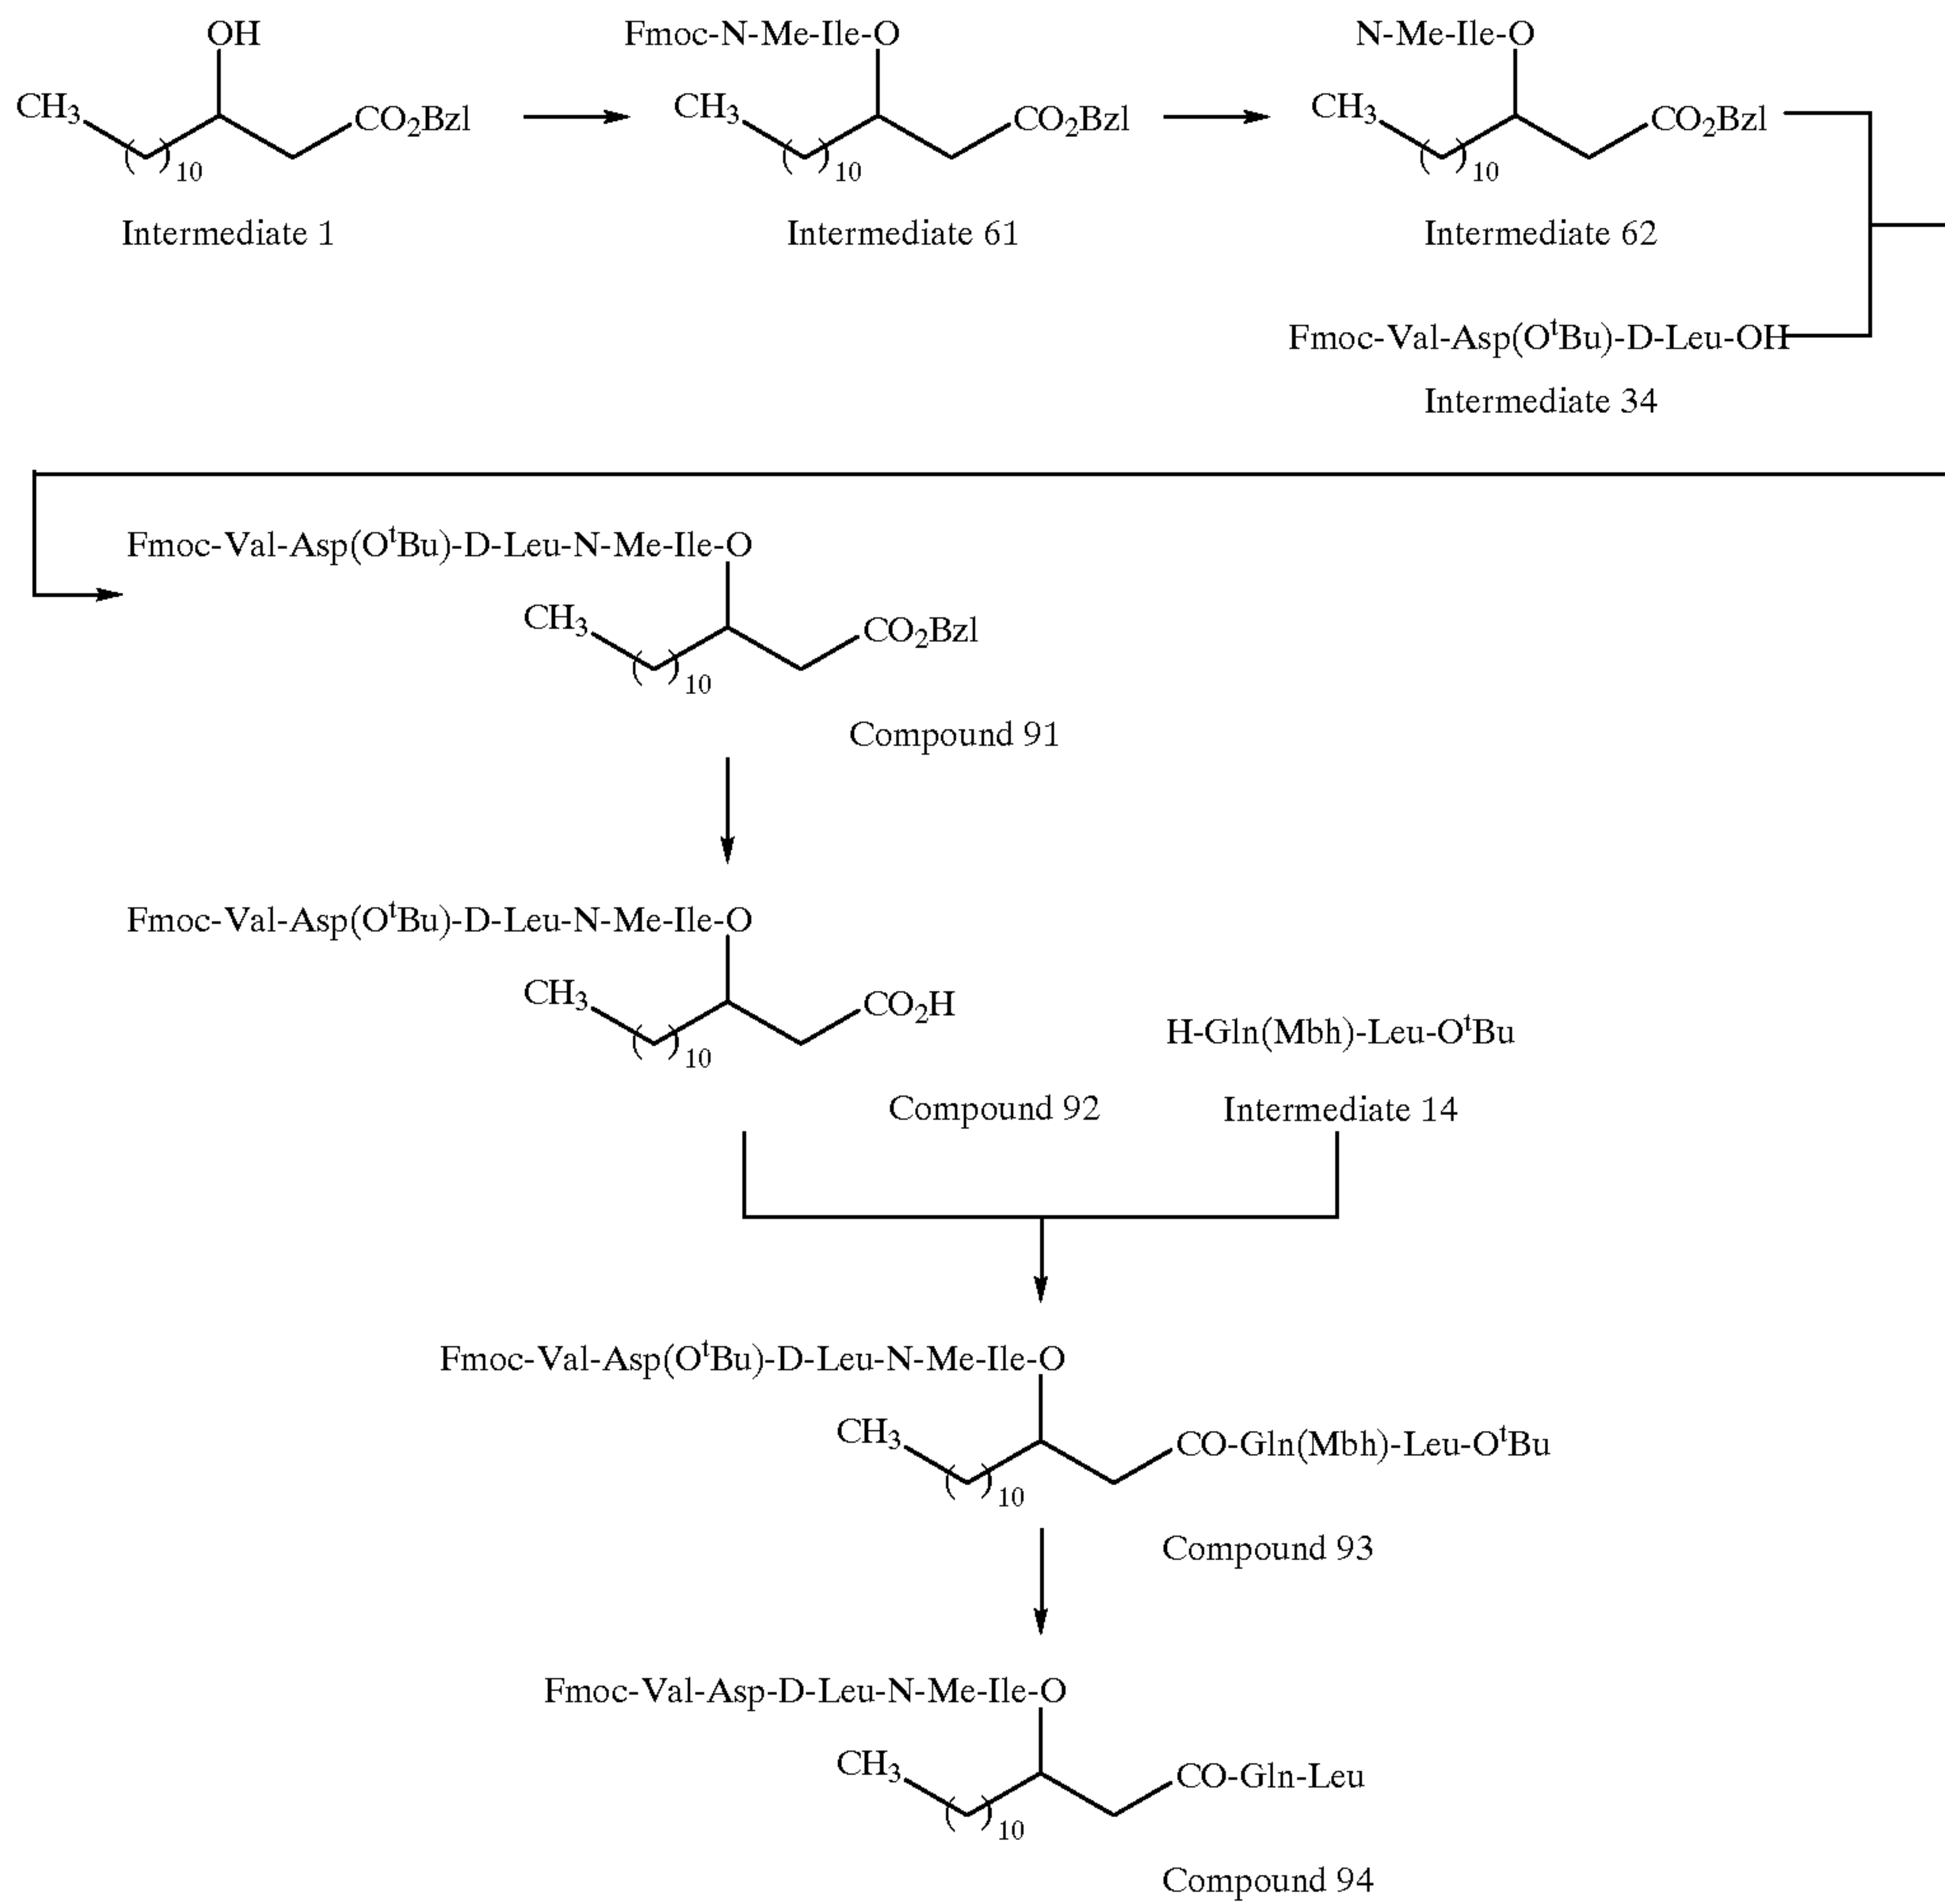 OH
CH₃
( )₁₀
CO₂Bzl
Intermediate 1
Fmoc-N-Me-Ile-O
CH₃
( )₁₀
CO₂Bzl
Intermediate 61
N-Me-Ile-O
CH₃
( )₁₀
CO₂Bzl
Intermediate 62
Fmoc-Val-Asp(OᵗBu)-D-Leu-OH
Intermediate 34
Fmoc-Val-Asp(OᵗBu)-D-Leu-N-Me-Ile-O
CH₃
( )₁₀
CO₂Bzl
Compound 91
Fmoc-Val-Asp(OᵗBu)-D-Leu-N-Me-Ile-O
CH₃
( )₁₀
CO₂H
Compound 92
H-Gln(Mbh)-Leu-OᵗBu
Intermediate 14
Fmoc-Val-Asp(OᵗBu)-D-Leu-N-Me-Ile-O
CH₃
( )₁₀
CO-Gln(Mbh)-Leu-OᵗBu
Compound 93
Fmoc-Val-Asp-D-Leu-N-Me-Ile-O
CH₃
( )₁₀
CO-Gln-Leu
Compound 94